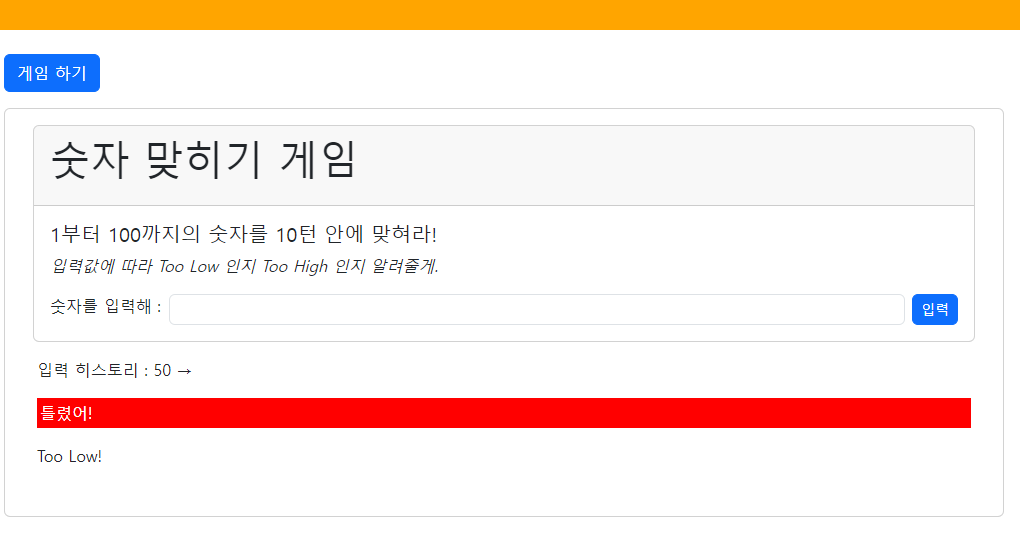 게임 하기
숫자 맞히기 게임
1부터 100까지의 숫자를 10턴 안에 맞혀라!
입력값에 따라 Too Low 인지 Too High 인지 알려줄게.
숫자를 입력해 : 입력
입력 히스토리 : 50 →
틀렸어!
Too Low!